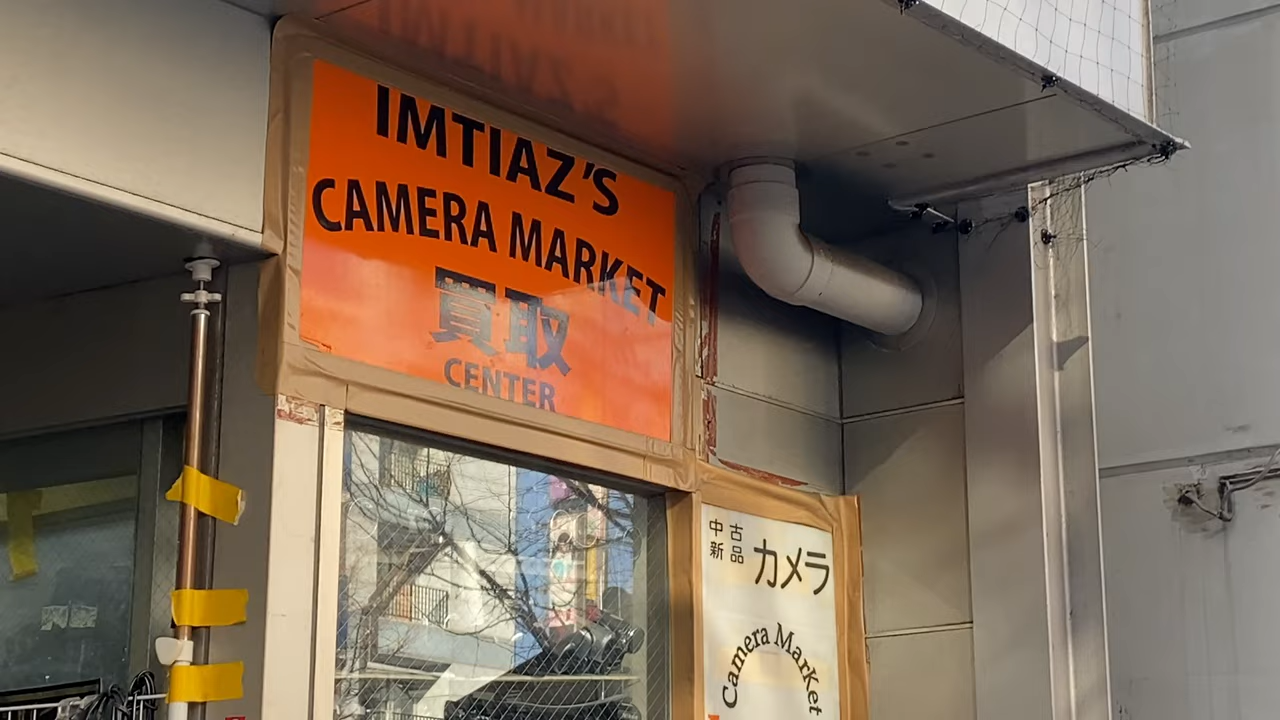 IMTIAZ'S
CAMERA MARKET
買取
CENTER
中古
新品
カメラ
Camera Market